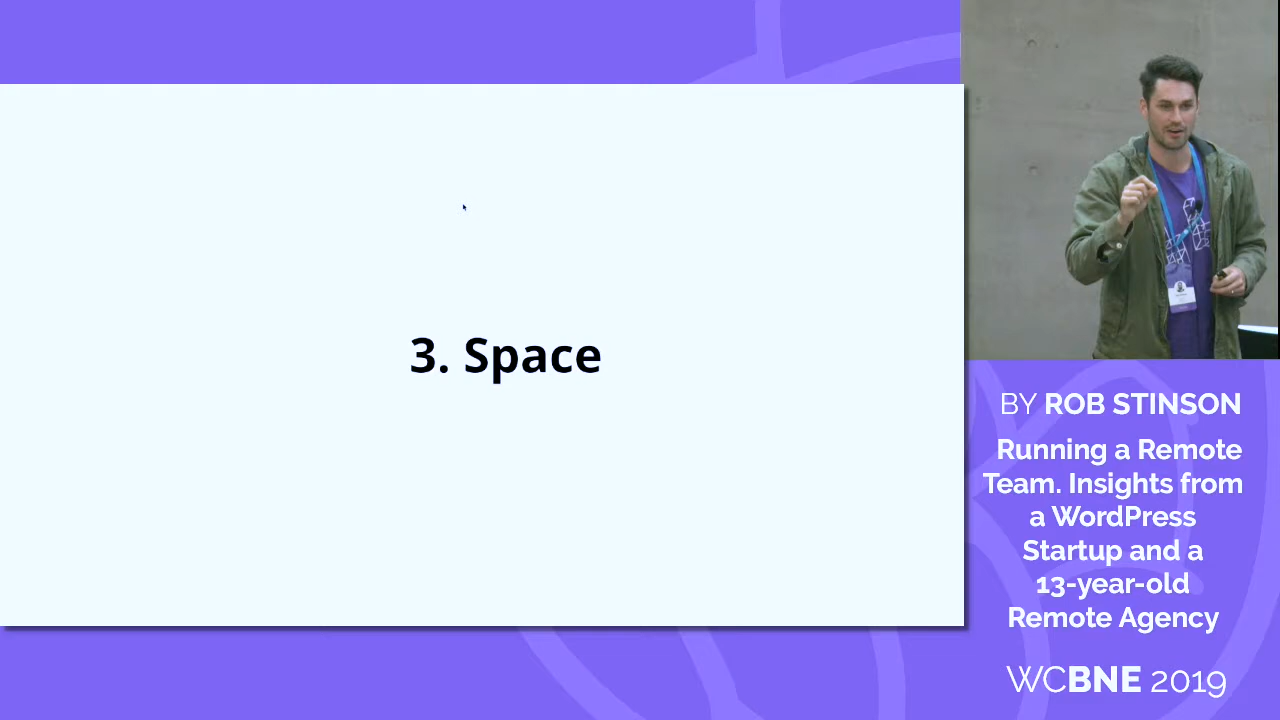 3. Space
BY ROB STINSON
Running a Remote
Team. Insights from
a WordPress
Startup and a
13-year-old
Remote Agency
WCBNE 2019